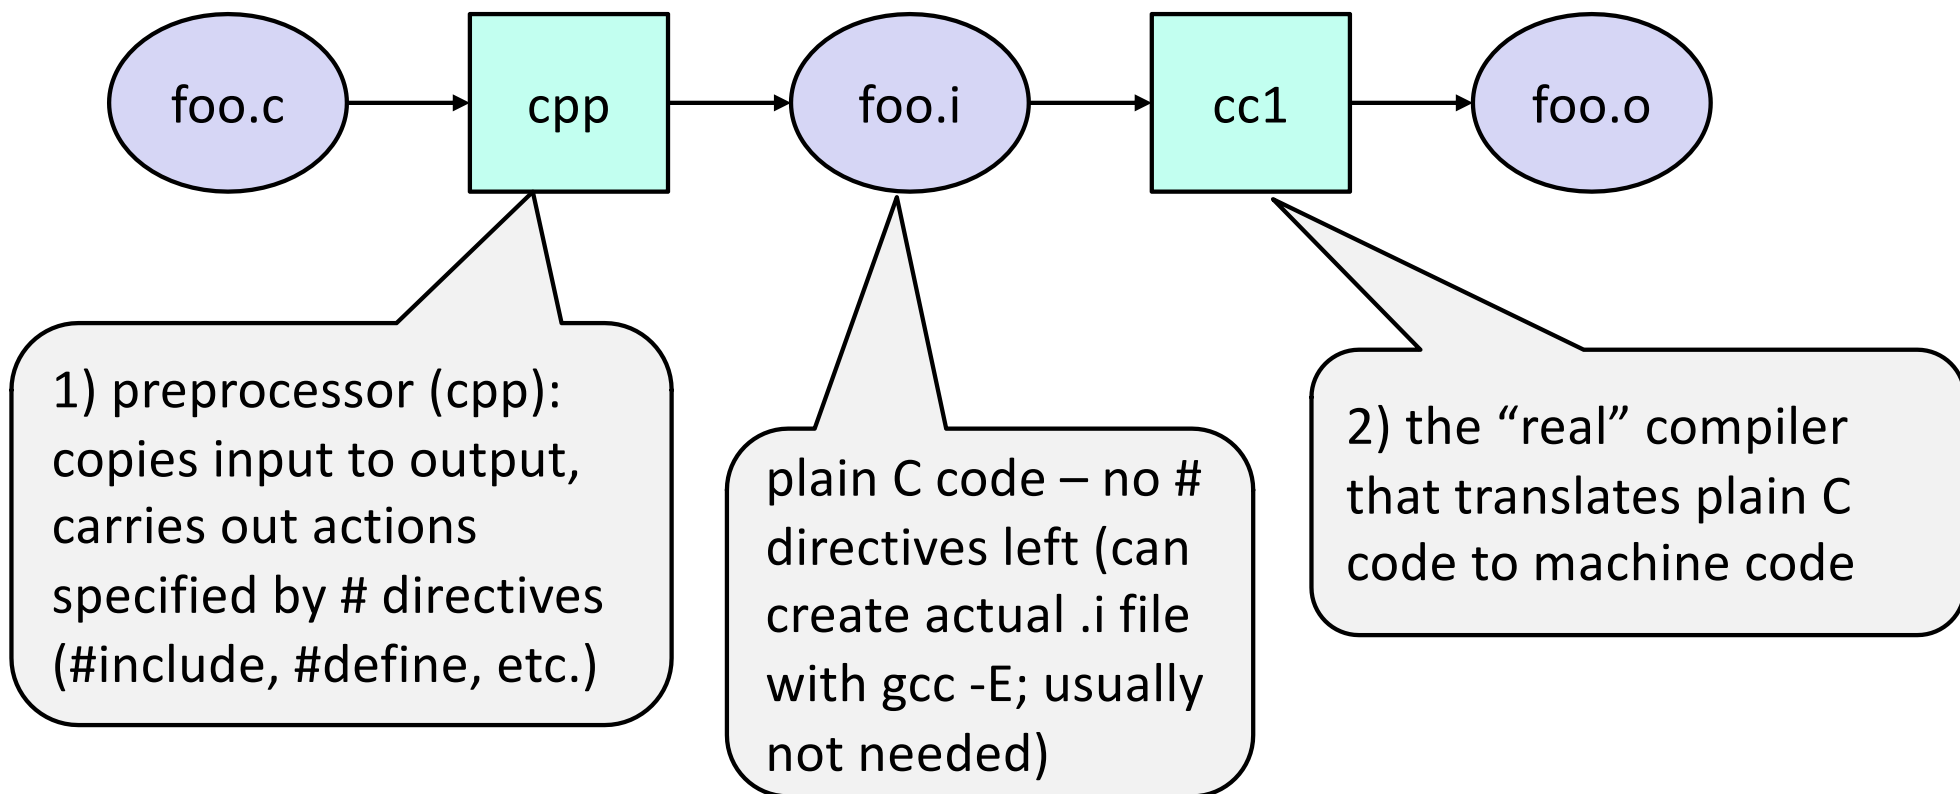 foo.c
cpp
foo.i
cc1
foo.o
1) preprocessor (cpp):
copies input to output,
carries out actions
specified by # directives
(#include, #define, etc.)
plain C code – no #
directives left (can
create actual .i file
with gcc -E; usually
not needed)
2) the “real” compiler
that translates plain C
code to machine code